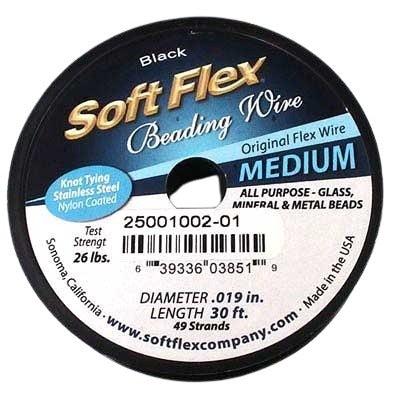 Black
Soft Flex®
Beading Wire
Original Flex Wire
MEDIUM
Knot Tying
Stainless Steel
Nylon Coated
ALL PURPOSE - GLASS,
MINERAL & METAL BEADS
25001002-01
Test
Strengt
26 lbs.
6 39336 03851 9
DIAMETER .019 in.
LENGTH 30 ft.
49 Strands
Sonoma, California • www.softflexcompany.com • Made in the USA